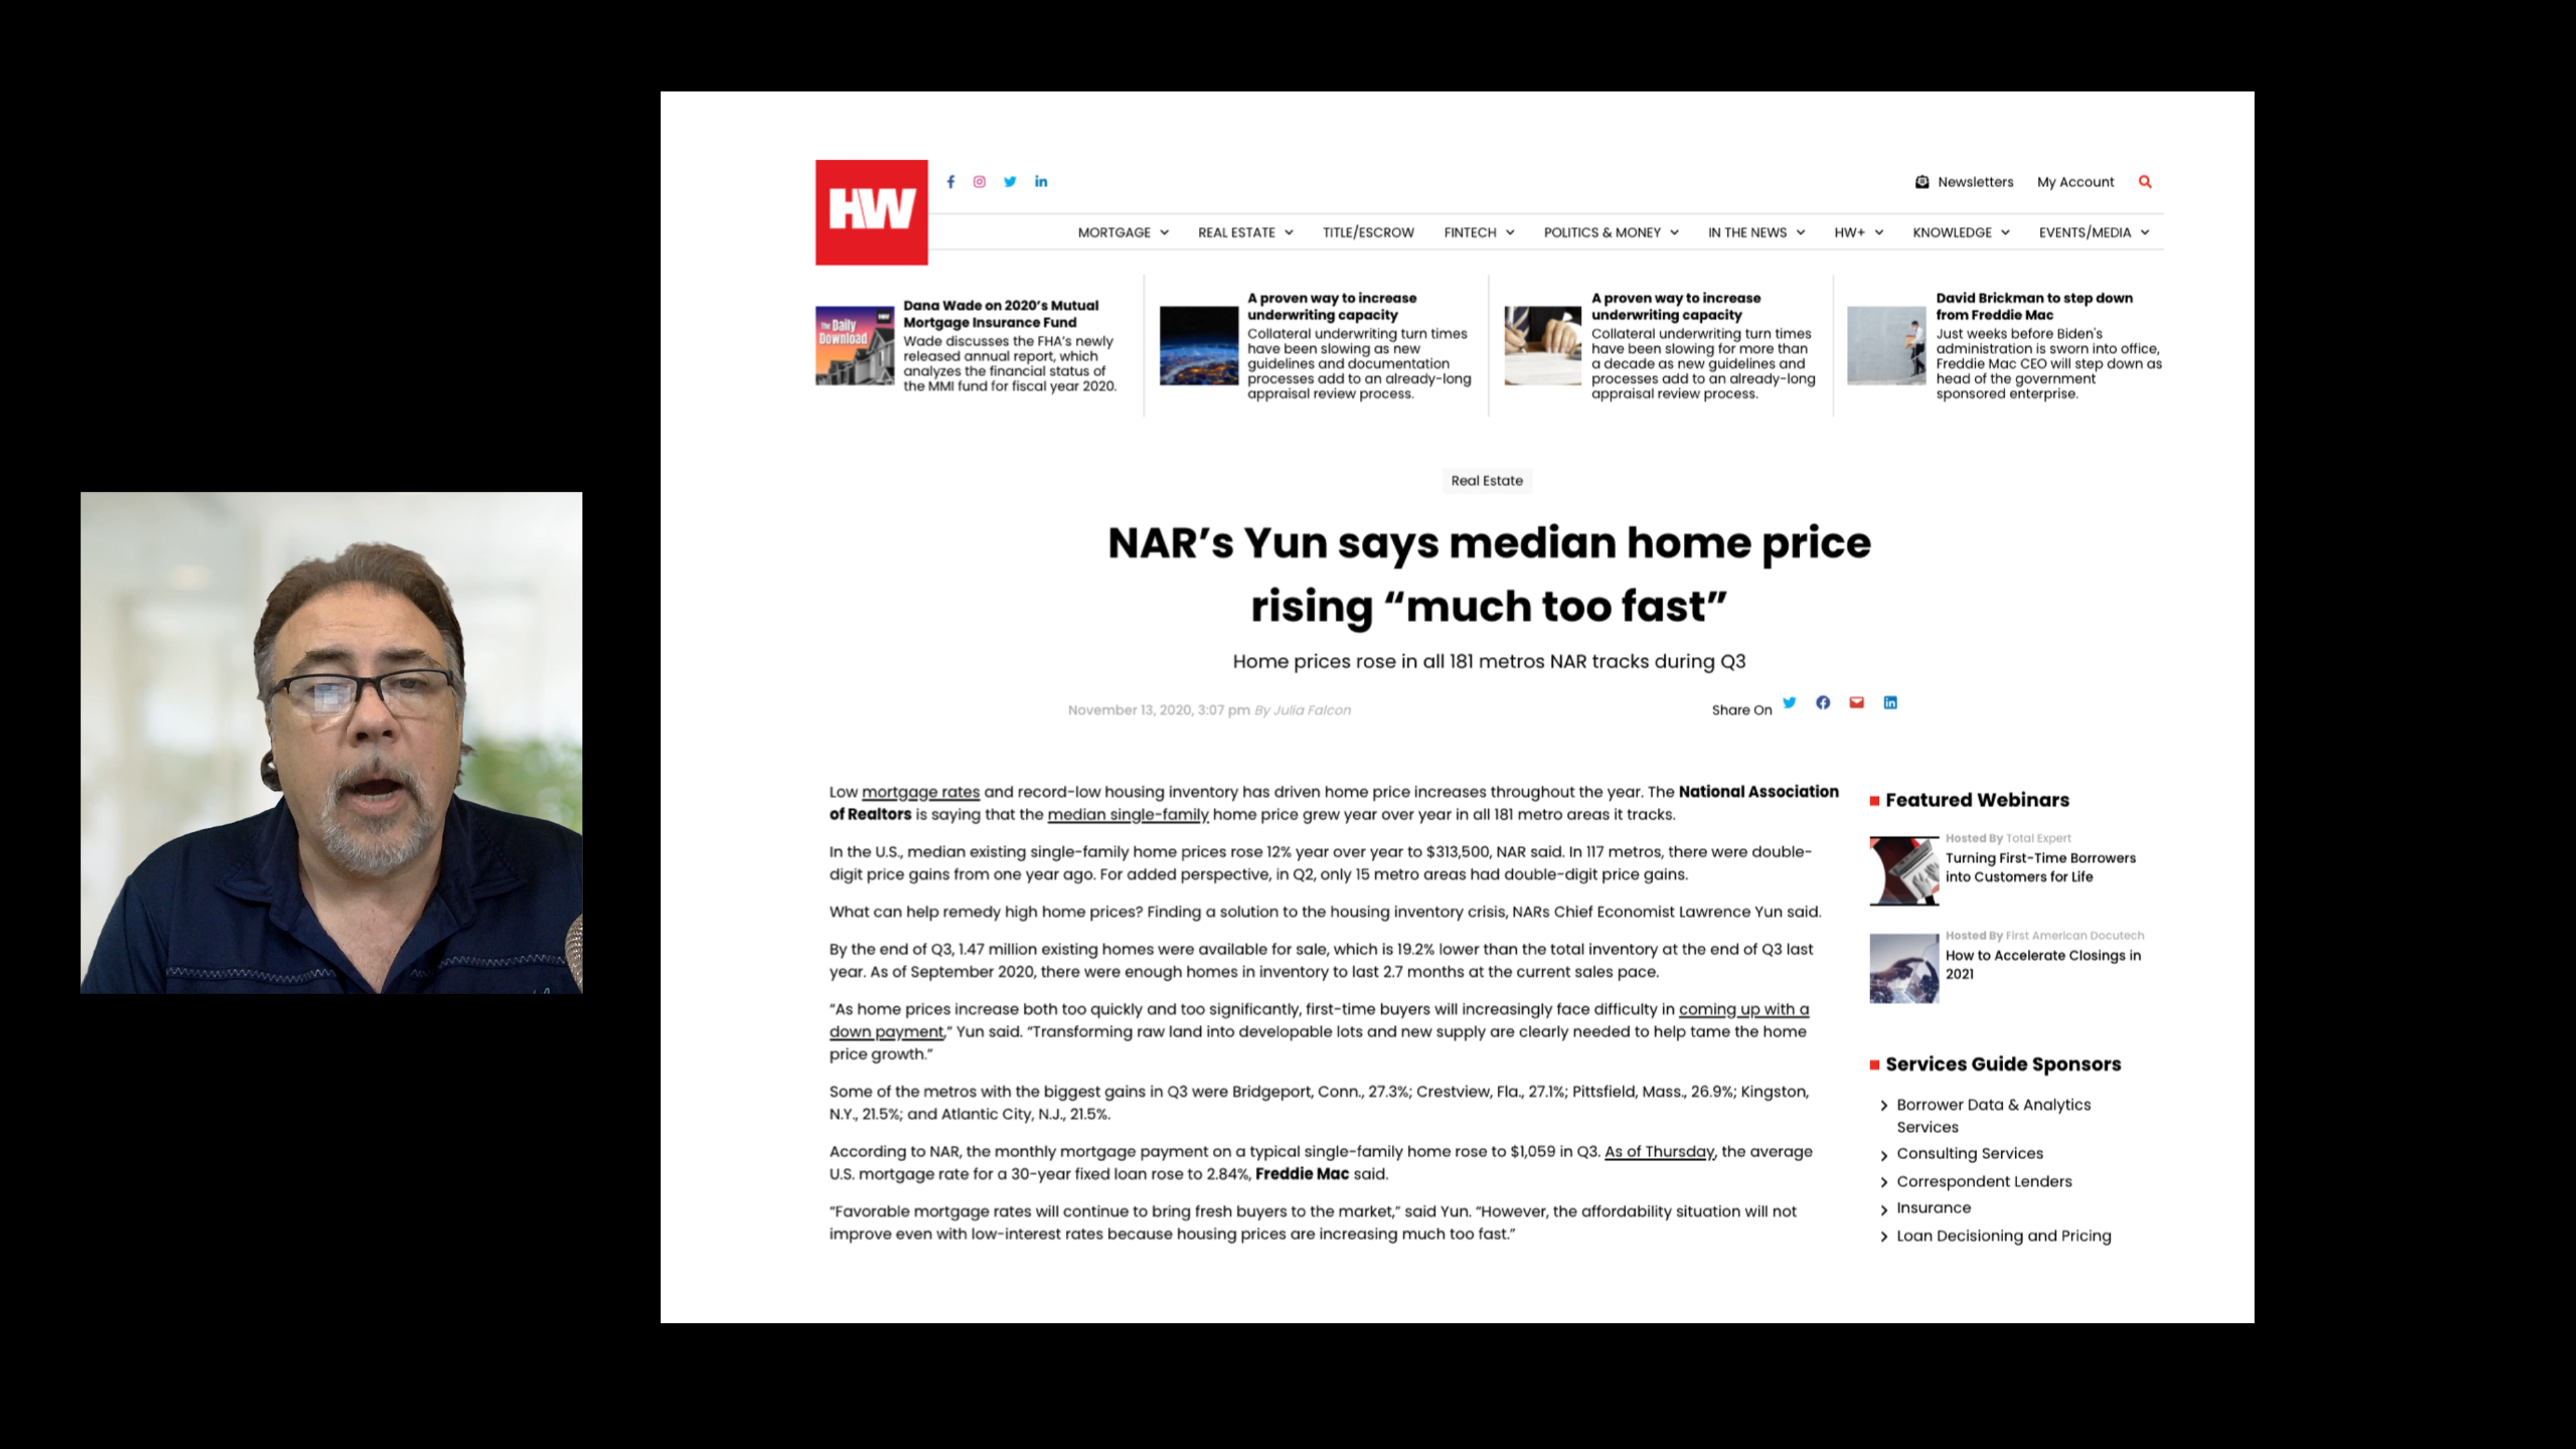 HW
Newsletters My Account
MORTGAGE REAL ESTATE TITLE/ESCROW FINTECH POLITICS & MONEY IN THE NEWS HW+ KNOWLEDGE EVENTS/MEDIA
The Daily
Download
HW
Dana Wade on 2020's Mutual
Mortgage Insurance Fund
Wade discusses the FHA's newly
released annual report, which
analyzes the financial status of
the MMI fund for fiscal year 2020.
A proven way to increase
underwriting capacity
Collateral underwriting turn times
have been slowing as new
guidelines and documentation
processes add to an already-long
appraisal review process.
A proven way to increase
underwriting capacity
Collateral underwriting turn times
have been slowing for more than
a decade as new guidelines and
processes add to an already-long
appraisal review process.
David Brickman to step down
from Freddie Mac
Just weeks before Biden's
administration is sworn into office,
Freddie Mac CEO will step down as
head of the government
sponsored enterprise.
Real Estate
NAR’s Yun says median home price
rising “much too fast”
Home prices rose in all 181 metros NAR tracks during Q3
November 13, 2020, 3:07 pm By Julia Falcon
Share On
Low mortgage rates and record-low housing inventory has driven home price increases throughout the year. The National Association
of Realtors is saying that the median single-family home price grew year over year in all 181 metro areas it tracks.
In the U.S., median existing single-family home prices rose 12% year over year to $313,500, NAR said. In 117 metros, there were double-
digit price gains from one year ago. For added perspective, in Q2, only 15 metro areas had double-digit price gains.
What can help remedy high home prices? Finding a solution to the housing inventory crisis, NARs Chief Economist Lawrence Yun said.
By the end of Q3, 1.47 million existing homes were available for sale, which is 19.2% lower than the total inventory at the end of Q3 last
year. As of September 2020, there were enough homes in inventory to last 2.7 months at the current sales pace.
“As home prices increase both too quickly and too significantly, first-time buyers will increasingly face difficulty in coming up with a
down payment,” Yun said. “Transforming raw land into developable lots and new supply are clearly needed to help tame the home
price growth.”
Some of the metros with the biggest gains in Q3 were Bridgeport, Conn., 27.3%; Crestview, Fla., 27.1%; Pittsfield, Mass., 26.9%; Kingston,
N.Y., 21.5%; and Atlantic City, N.J., 21.5%.
According to NAR, the monthly mortgage payment on a typical single-family home rose to $1,059 in Q3. As of Thursday, the average
U.S. mortgage rate for a 30-year fixed loan rose to 2.84%, Freddie Mac said.
“Favorable mortgage rates will continue to bring fresh buyers to the market,” said Yun. “However, the affordability situation will not
improve even with low-interest rates because housing prices are increasing much too fast.”
Featured Webinars
Hosted By Total Expert
Turning First-Time Borrowers
into Customers for Life
Hosted By First American Docutech
How to Accelerate Closings in
2021
Services Guide Sponsors
Borrower Data & Analytics
Services
Consulting Services
Correspondent Lenders
Insurance
Loan Decisioning and Pricing